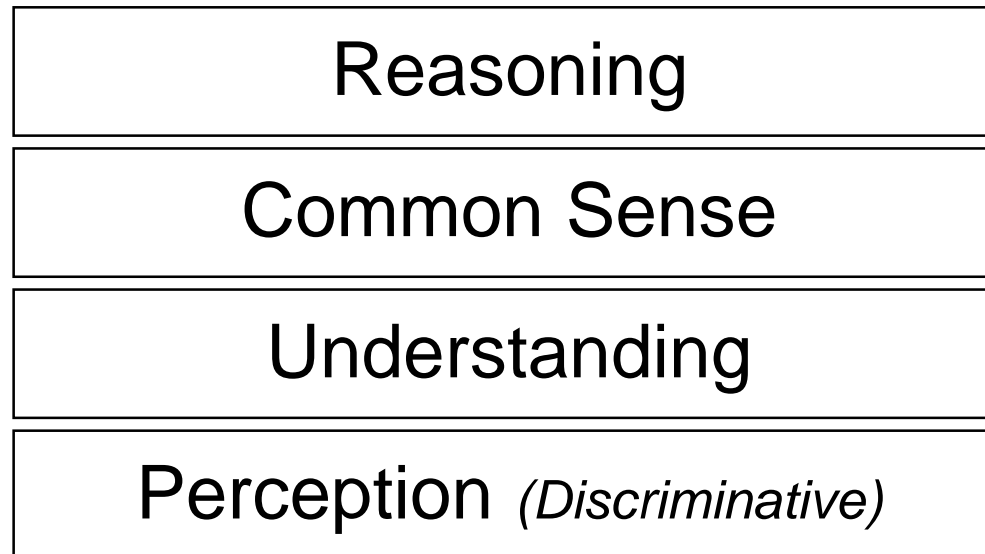 Reasoning
Common Sense
Understanding
Perception (Discriminative)